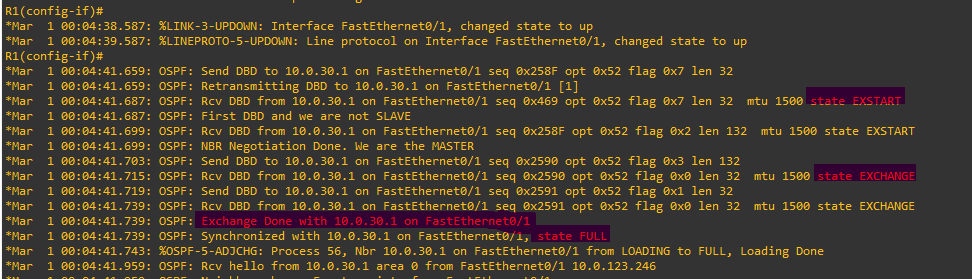 R1(config-if)#
*Mar  1 00:04:38.587: %LINK-3-UPDOWN: Interface FastEthernet0/1, changed state to up
*Mar  1 00:04:39.587: %LINEPROTO-5-UPDOWN: Line protocol on Interface FastEthernet0/1, changed state to up
R1(config-if)#
*Mar  1 00:04:41.659: OSPF: Send DBD to 10.0.30.1 on FastEthernet0/1 seq 0x258F opt 0x52 flag 0x7 len 32
*Mar  1 00:04:41.659: OSPF: Retransmitting DBD to 10.0.30.1 on FastEthernet0/1 [1]
*Mar  1 00:04:41.687: OSPF: Rcv DBD from 10.0.30.1 on FastEthernet0/1 seq 0x469 opt 0x52 flag 0x7 len 32  mtu 1500 state EXSTART
*Mar  1 00:04:41.687: OSPF: First DBD and we are not SLAVE
*Mar  1 00:04:41.699: OSPF: Rcv DBD from 10.0.30.1 on FastEthernet0/1 seq 0x258F opt 0x52 flag 0x2 len 132  mtu 1500 state EXSTART
*Mar  1 00:04:41.699: OSPF: NBR Negotiation Done. We are the MASTER
*Mar  1 00:04:41.703: OSPF: Send DBD to 10.0.30.1 on FastEthernet0/1 seq 0x2590 opt 0x52 flag 0x3 len 132
*Mar  1 00:04:41.715: OSPF: Rcv DBD from 10.0.30.1 on FastEthernet0/1 seq 0x2590 opt 0x52 flag 0x0 len 32  mtu 1500 state EXCHANGE
*Mar  1 00:04:41.719: OSPF: Send DBD to 10.0.30.1 on FastEthernet0/1 seq 0x2591 opt 0x52 flag 0x1 len 32
*Mar  1 00:04:41.739: OSPF: Rcv DBD from 10.0.30.1 on FastEthernet0/1 seq 0x2591 opt 0x52 flag 0x0 len 32  mtu 1500 state EXCHANGE
*Mar  1 00:04:41.739: OSPF: Exchange Done with 10.0.30.1 on FastEthernet0/1
*Mar  1 00:04:41.739: OSPF: Synchronized with 10.0.30.1 on FastEthernet0/1, state FULL
*Mar  1 00:04:41.743: %OSPF-5-ADJCHG: Process 56, Nbr 10.0.30.1 on FastEthernet0/1 from LOADING to FULL, Loading Done
*Mar  1 00:04:41.959: OSPF: Rcv hello from 10.0.30.1 area 0 from FastEthernet0/1 10.0.123.246